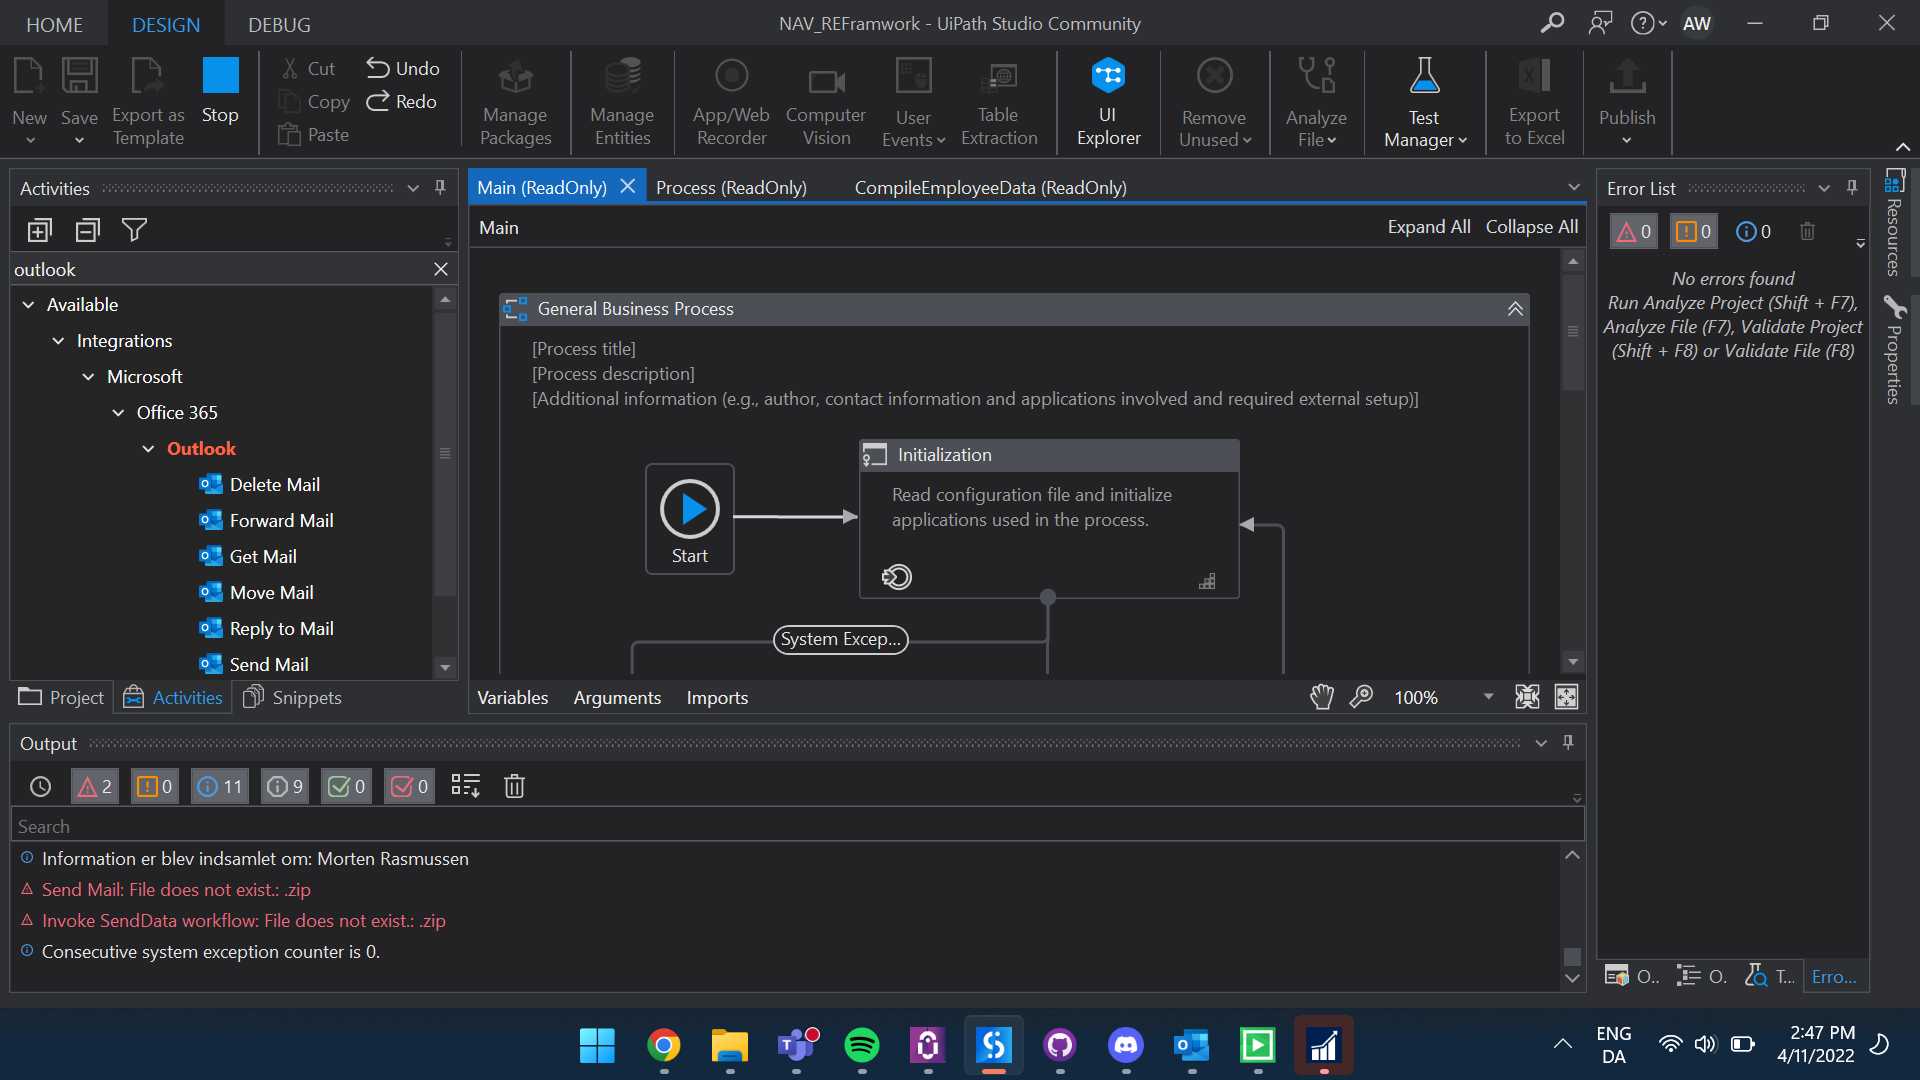 HOME
DESIGN
DEBUG
NAV_REFramwork - UiPath Studio Community
AW
New
Save
Export as
Template
Stop
Cut
Copy
Paste
Undo
Redo
Manage
Packages
Manage
Entities
App/Web
Recorder
Computer
Vision
User
Events
Table
Extraction
UI
Explorer
Remove
Unused
Analyze
File
Test
Manager
Export
to Excel
Publish
Activities
outlook
Available
Integrations
Microsoft
Office 365
Outlook
Delete Mail
Forward Mail
Get Mail
Move Mail
Reply to Mail
Send Mail
Project
Activities
Snippets
Main (ReadOnly)
Process (ReadOnly)
CompileEmployeeData (ReadOnly)
Main
Expand All
Collapse All
General Business Process
[Process title]
[Process description]
[Additional information (e.g., author, contact information and applications involved and required external setup)]
Start
Initialization
Read configuration file and initialize
applications used in the process.
System Excep...
Variables
Arguments
Imports
100%
Error List
0
0
0
No errors found
Run Analyze Project (Shift + F7),
Analyze File (F7), Validate Project
(Shift + F8) or Validate File (F8)
Resources
Properties
Output
2
0
11
9
0
0
Search
Information er blev indsamlet om: Morten Rasmussen
Send Mail: File does not exist.: .zip
Invoke SendData workflow: File does not exist.: .zip
Consecutive system exception counter is 0.
O..
O.
T...
Erro...
ENG
DA
2:47 PM
4/11/2022